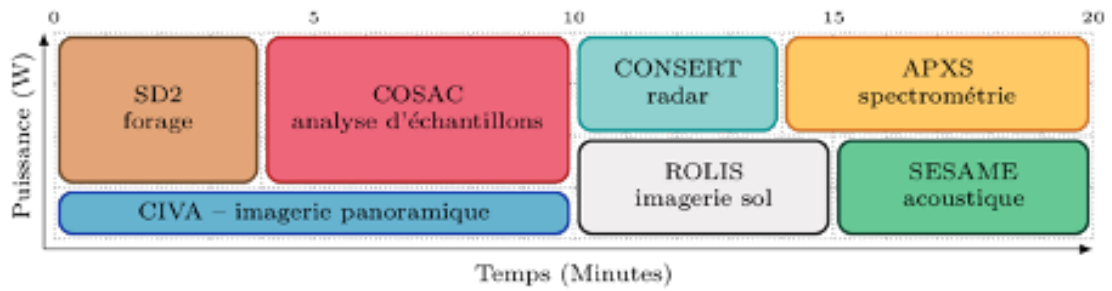 0 5 10 15 20
Puissance (W)
SD2
forage
COSAC
analyse d'échantillons
CIVA – imagerie panoramique
CONSERT
radar
APXS
spectrométrie
ROLIS
imagerie sol
SESAME
acoustique
Temps (Minutes)